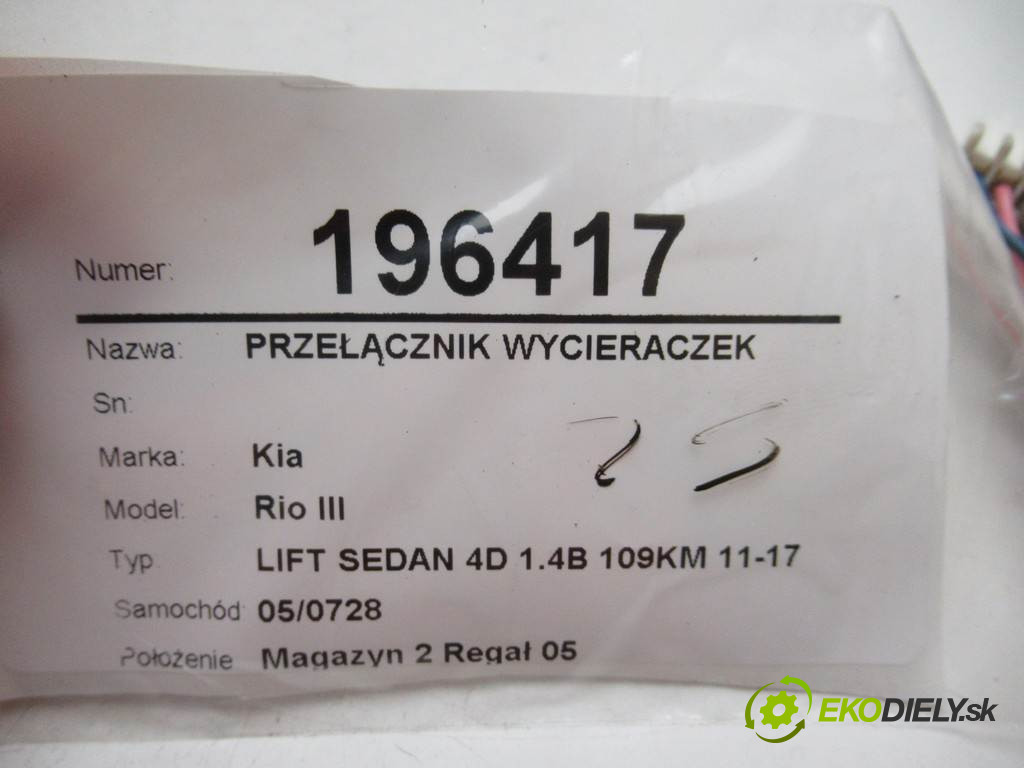 Numer: 196417
Nazwa: PRZEŁĄCZNIK WYCIERACZEK
Sn:
25
Marka: Kia
Model: Rio III
Typ LIFT SEDAN 4D 1.4B 109KM 11-17
Samochód 05/0728
Położenie Magazyn 2 Regał 05
EKODIELY.sk